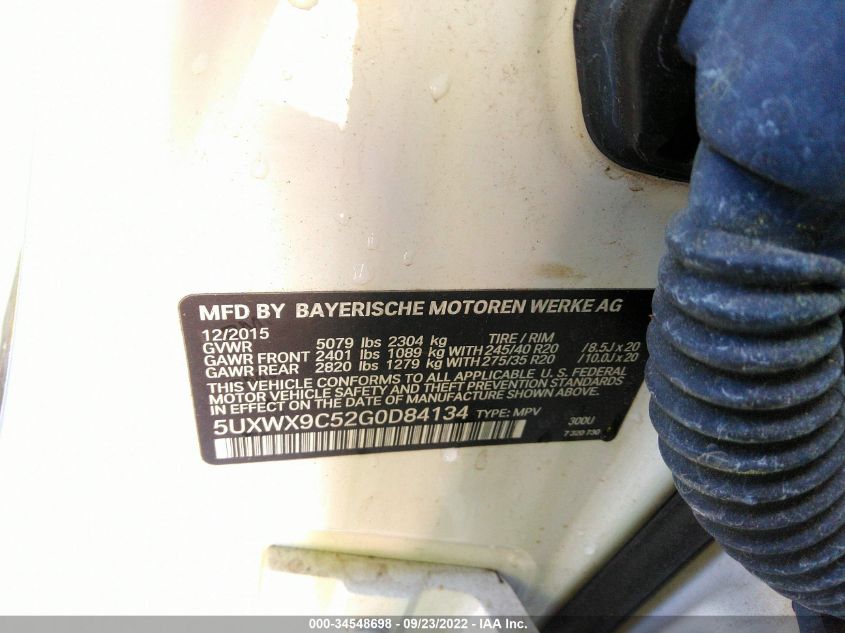 MFD BY BAYERISCHE MOTOREN WERKE AG
12/2015
GVWR 5079 lbs 2304 kg TIRE / RIM
GAWR FRONT 2401 lbs 1089 kg WITH 245/40 R20 /8.5J x 20
GAWR REAR 2820 lbs 1279 kg WITH 275/35 R20 /10.0J x 20
THIS VEHICLE CONFORMS TO ALL APPLICABLE U. S. FEDERAL
MOTOR VEHICLE SAFETY AND THEFT PREVENTION STANDARDS
IN EFFECT ON THE DATE OF MANUFACTURE SHOWN ABOVE.
5UXWX9C52G0D84134 TYPE: MPV 300U
7 320 730
000-34548698 - 09/23/2022 - IAA Inc.